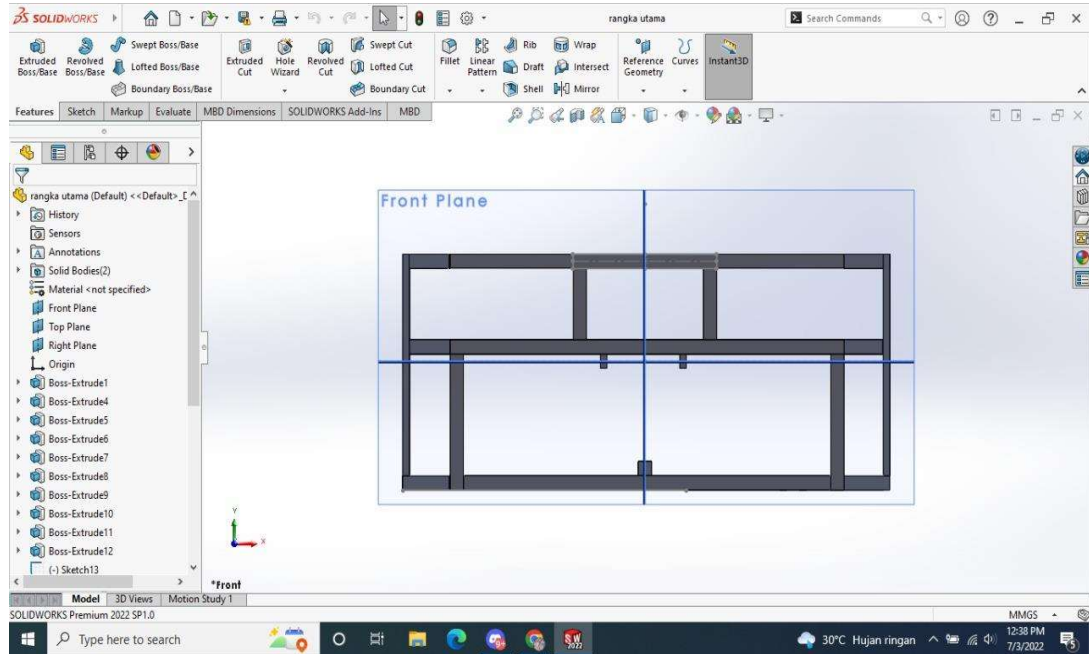 SOLIDWORKS
rangka utama
Search Commands
Extruded Boss/Base
Revolved Boss/Base
Swept Boss/Base
Lofted Boss/Base
Boundary Boss/Base
Extruded Cut
Hole Wizard
Revolved Cut
Swept Cut
Lofted Cut
Boundary Cut
Fillet
Linear Pattern
Rib
Draft
Shell
Wrap
Intersect
Mirror
Reference Geometry
Curves
Instant3D
Features Sketch Markup Evaluate MBD Dimensions SOLIDWORKS Add-Ins MBD
rangka utama (Default) <<Default>_D
History
Sensors
Annotations
Solid Bodies(2)
Material <not specified>
Front Plane
Top Plane
Right Plane
Origin
Boss-Extrude1
Boss-Extrude4
Boss-Extrude5
Boss-Extrude6
Boss-Extrude7
Boss-Extrude8
Boss-Extrude9
Boss-Extrude10
Boss-Extrude11
Boss-Extrude12
(-) Sketch13
Front Plane
Y
X
*Front
Model 3D Views Motion Study 1
SOLIDWORKS Premium 2022 SP1.0
MMGS
Type here to search
SW 2022
30°C Hujan ringan
12:38 PM
7/3/2022
5